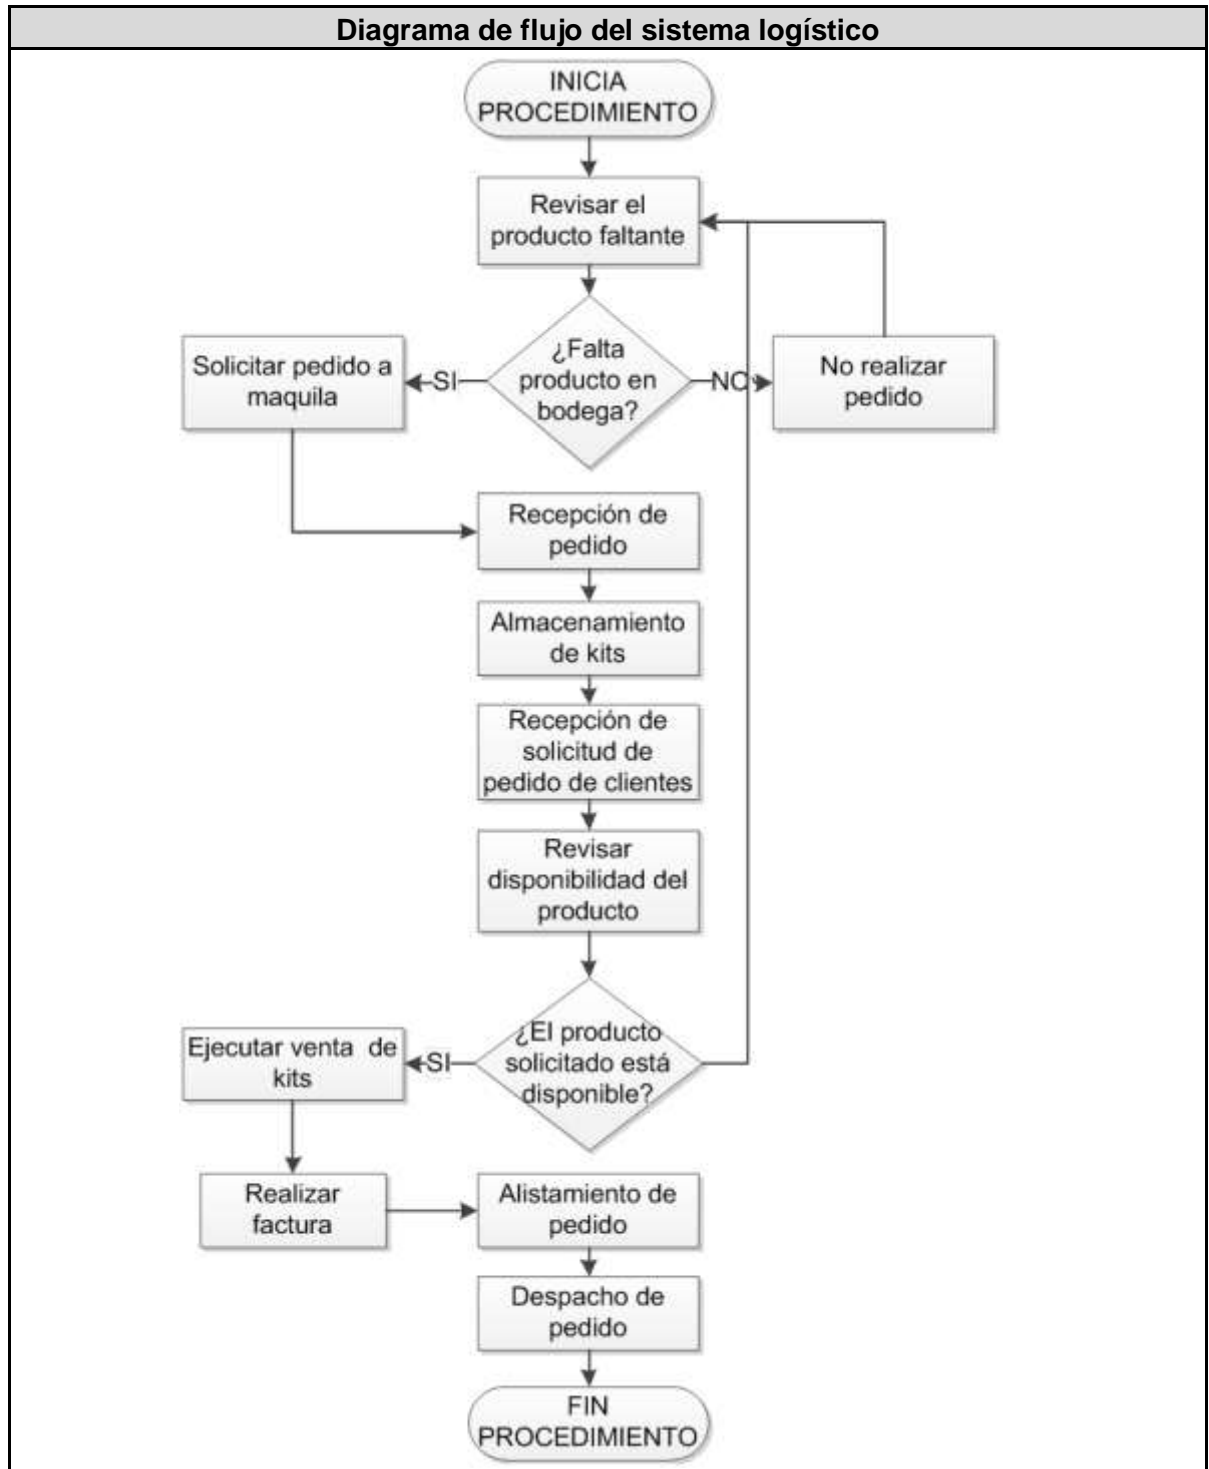 Diagrama de flujo del sistema logístico
INICIA
PROCEDIMIENTO
Revisar el
producto faltante
¿Falta
producto en
bodega?
SI
NO
Solicitar pedido a
maquila
No realizar
pedido
Recepción de
pedido
Almacenamiento
de kits
Recepción de
solicitud de
pedido de clientes
Revisar
disponibilidad del
producto
¿El producto
solicitado está
disponible?
SI
Ejecutar venta de
kits
Realizar
factura
Alistamiento de
pedido
Despacho de
pedido
FIN
PROCEDIMIENTO